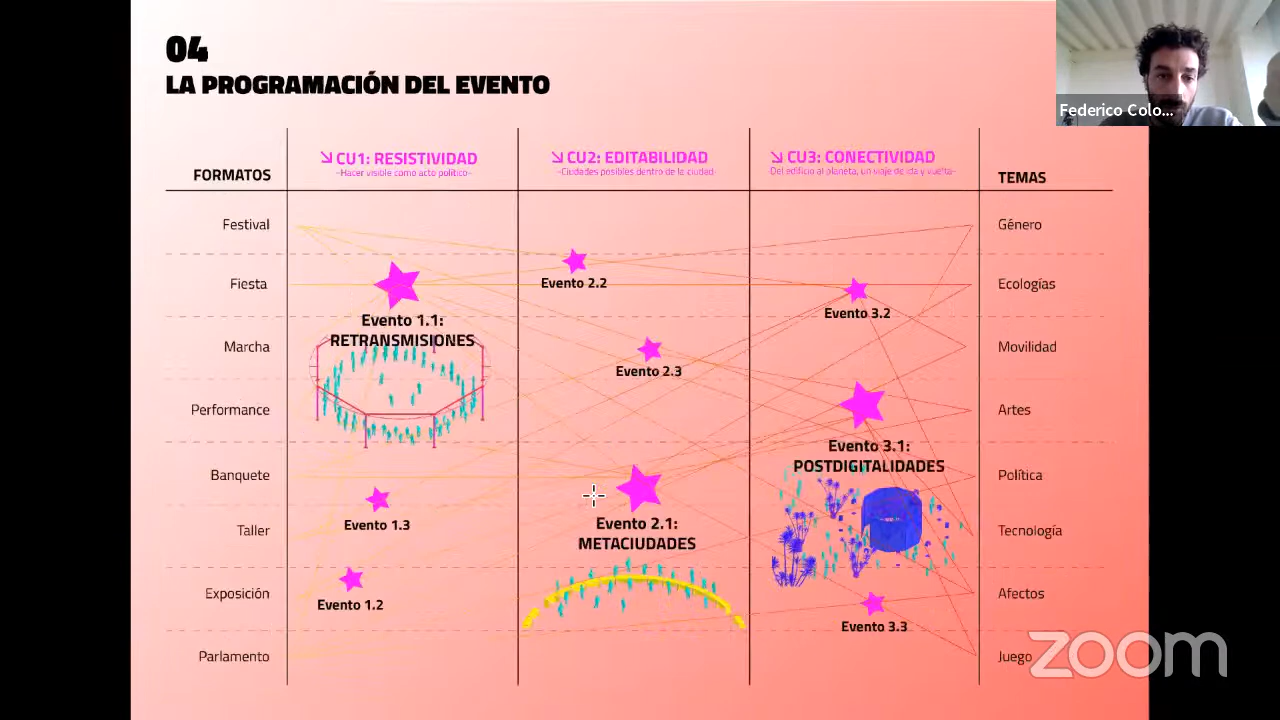 04
LA PROGRAMACIÓN DEL EVENTO
Federico Colo...
FORMATOS
CU1: RESISTIVIDAD
-Hacer visible como acto político-
CU2: EDITABILIDAD
-Ciudades posibles dentro de la ciudad-
CU3: CONECTIVIDAD
-Del edificio al planeta, un viaje de ida y vuelta-
TEMAS
Festival
Género
Fiesta
Evento 2.2
Ecologías
Evento 1.1:
RETRANSMISIONES
Evento 3.2
Marcha
Evento 2.3
Movilidad
Performance
Artes
Evento 3.1:
POSTDIGITALIDADES
Banquete
Política
Evento 1.3
Taller
Evento 2.1:
METACIUDADES
Tecnología
Exposición
Evento 1.2
Afectos
Evento 3.3
Parlamento
Juego
zoom